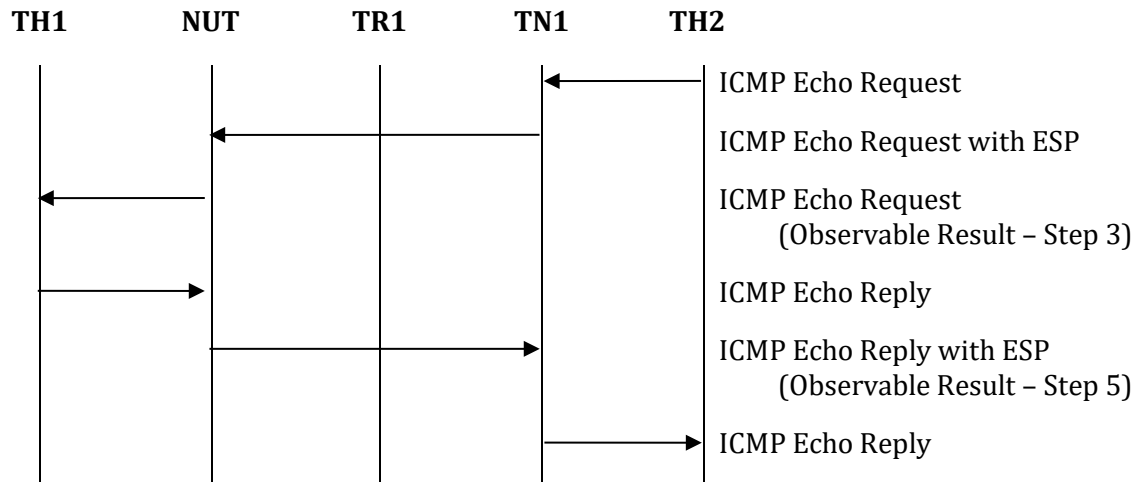 TH1 NUT TR1 TN1 TH2
ICMP Echo Request
ICMP Echo Request with ESP
ICMP Echo Request
(Observable Result – Step 3)
ICMP Echo Reply
ICMP Echo Reply with ESP
(Observable Result – Step 5)
ICMP Echo Reply